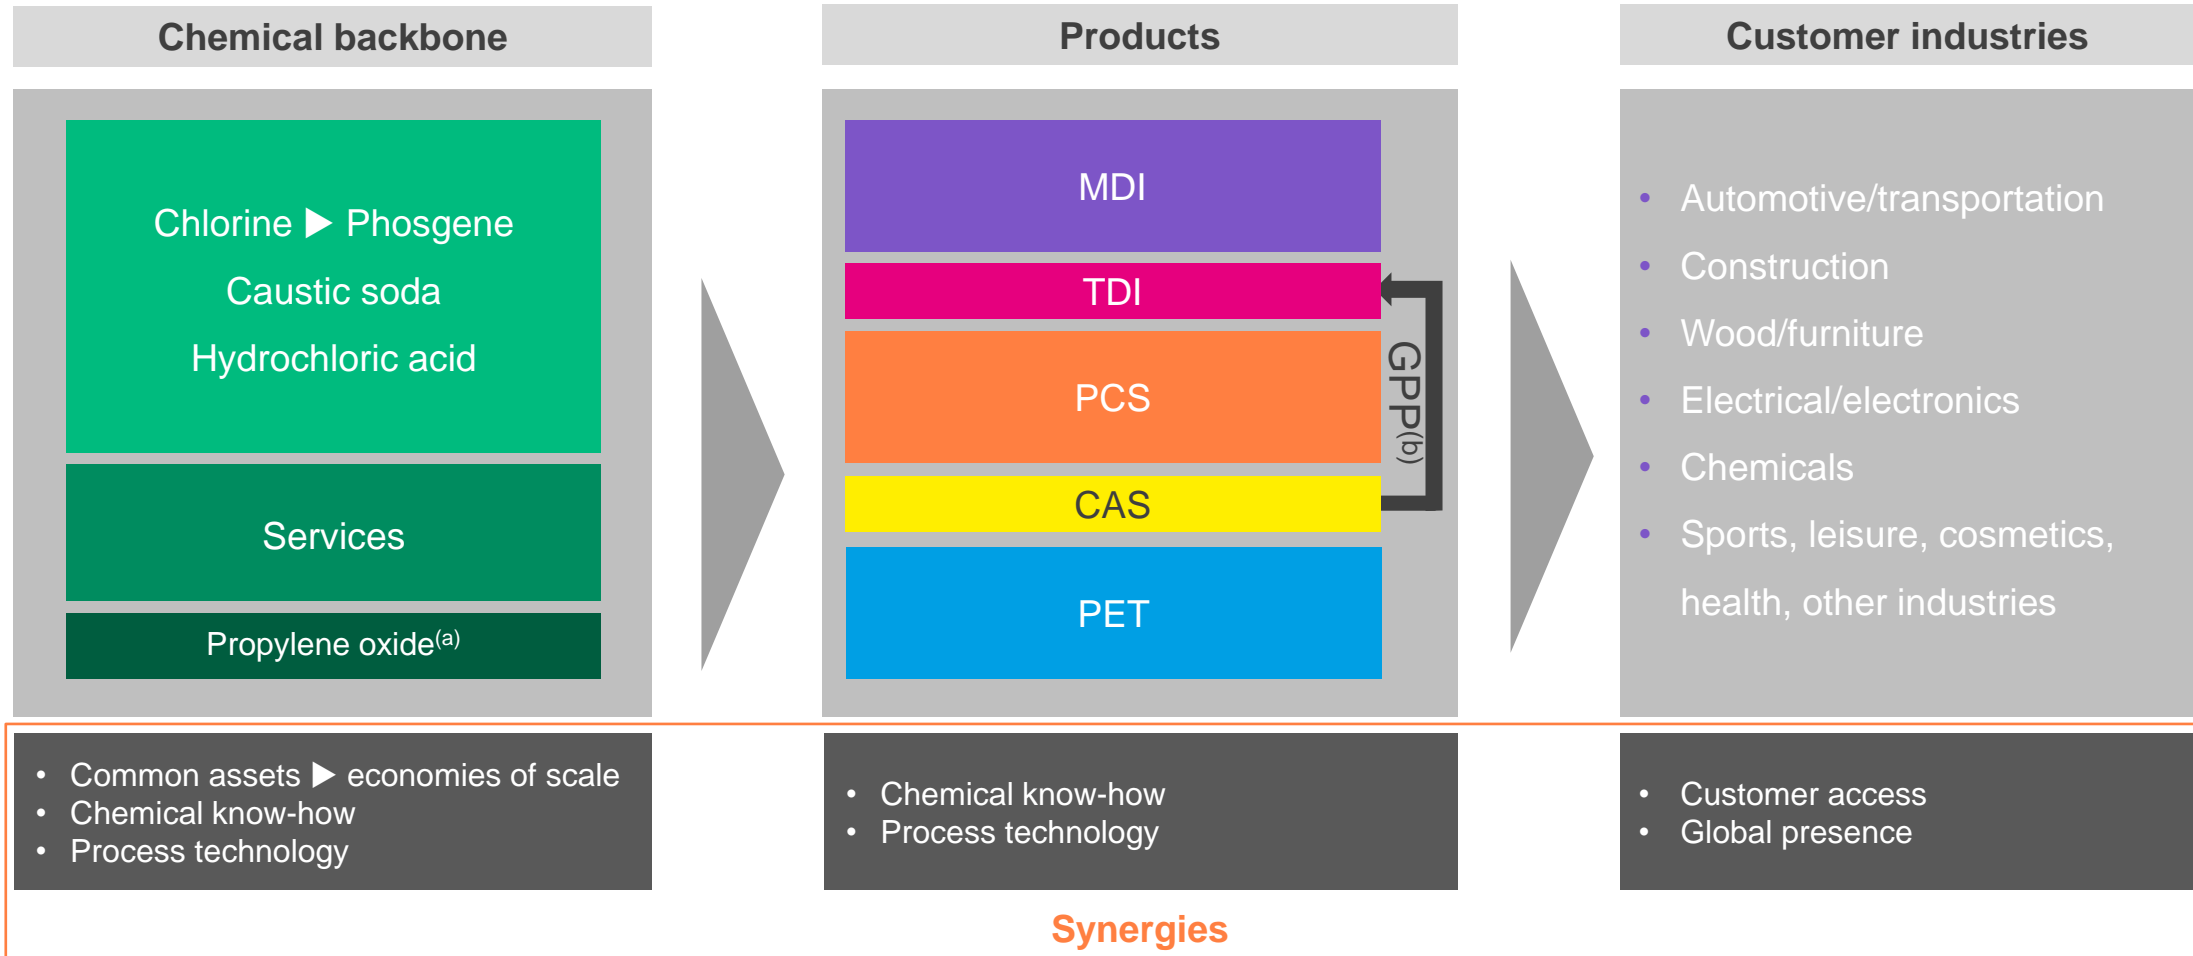 Chemical backbone
Chlorine ▶ Phosgene
Caustic soda
Hydrochloric acid
Services
Propylene oxide(a)
Products
MDI
TDI
PCS
CAS
PET
GPP(b)
Customer industries
• Automotive/transportation
• Construction
• Wood/furniture
• Electrical/electronics
• Chemicals
• Sports, leisure, cosmetics,
health, other industries
• Common assets ▶ economies of scale
• Chemical know-how
• Process technology
• Chemical know-how
• Process technology
• Customer access
• Global presence
Synergies